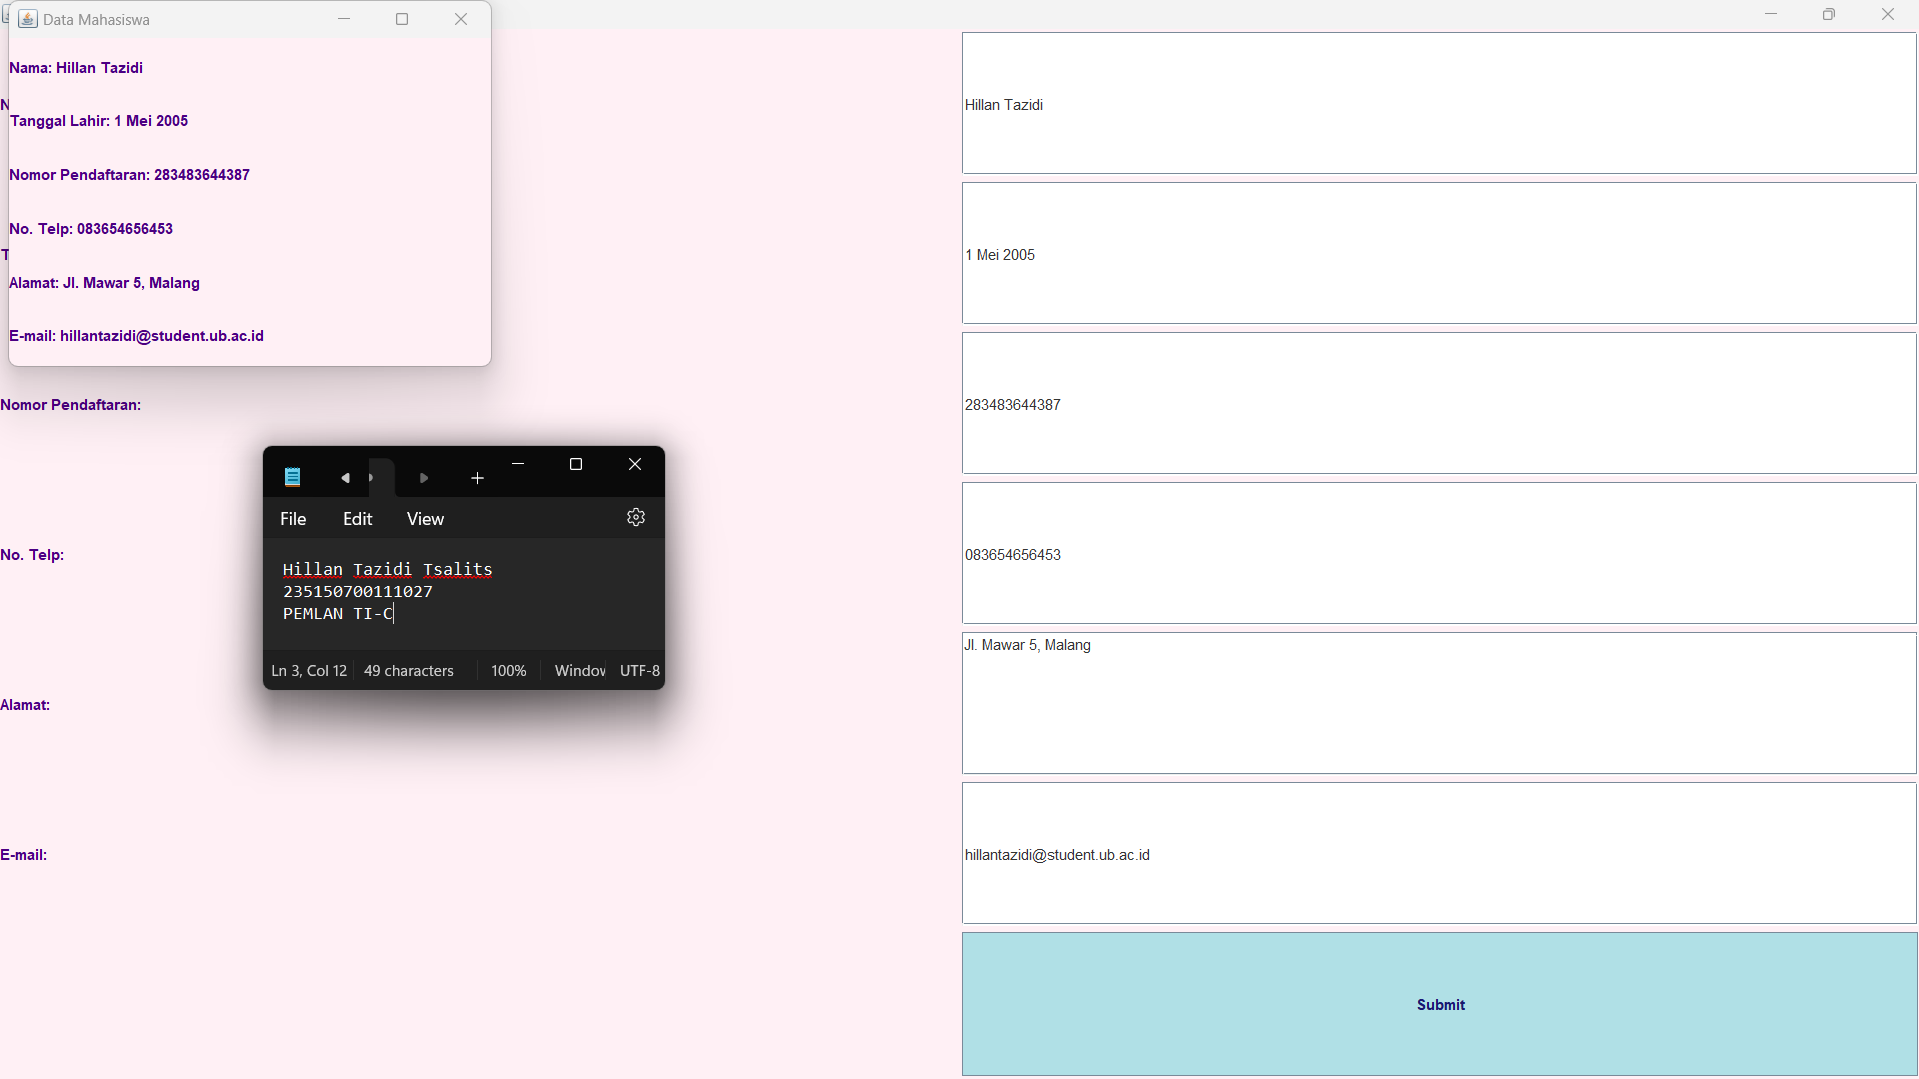 Data Mahasiswa
Nama: Hillan Tazidi
Tanggal Lahir: 1 Mei 2005
Nomor Pendaftaran: 283483644387
No. Telp: 083654656453
Alamat: Jl. Mawar 5, Malang
E-mail: hillantazidi@student.ub.ac.id
N
Hillan Tazidi
T
1 Mei 2005
Nomor Pendaftaran:
283483644387
No. Telp:
083654656453
Alamat:
Jl. Mawar 5, Malang
E-mail:
hillantazidi@student.ub.ac.id
Submit
File Edit View
Hillan Tazidi Tsalits
235150700111027
PEMLAN TI-C
Ln 3, Col 12 49 characters 100% Window UTF-8